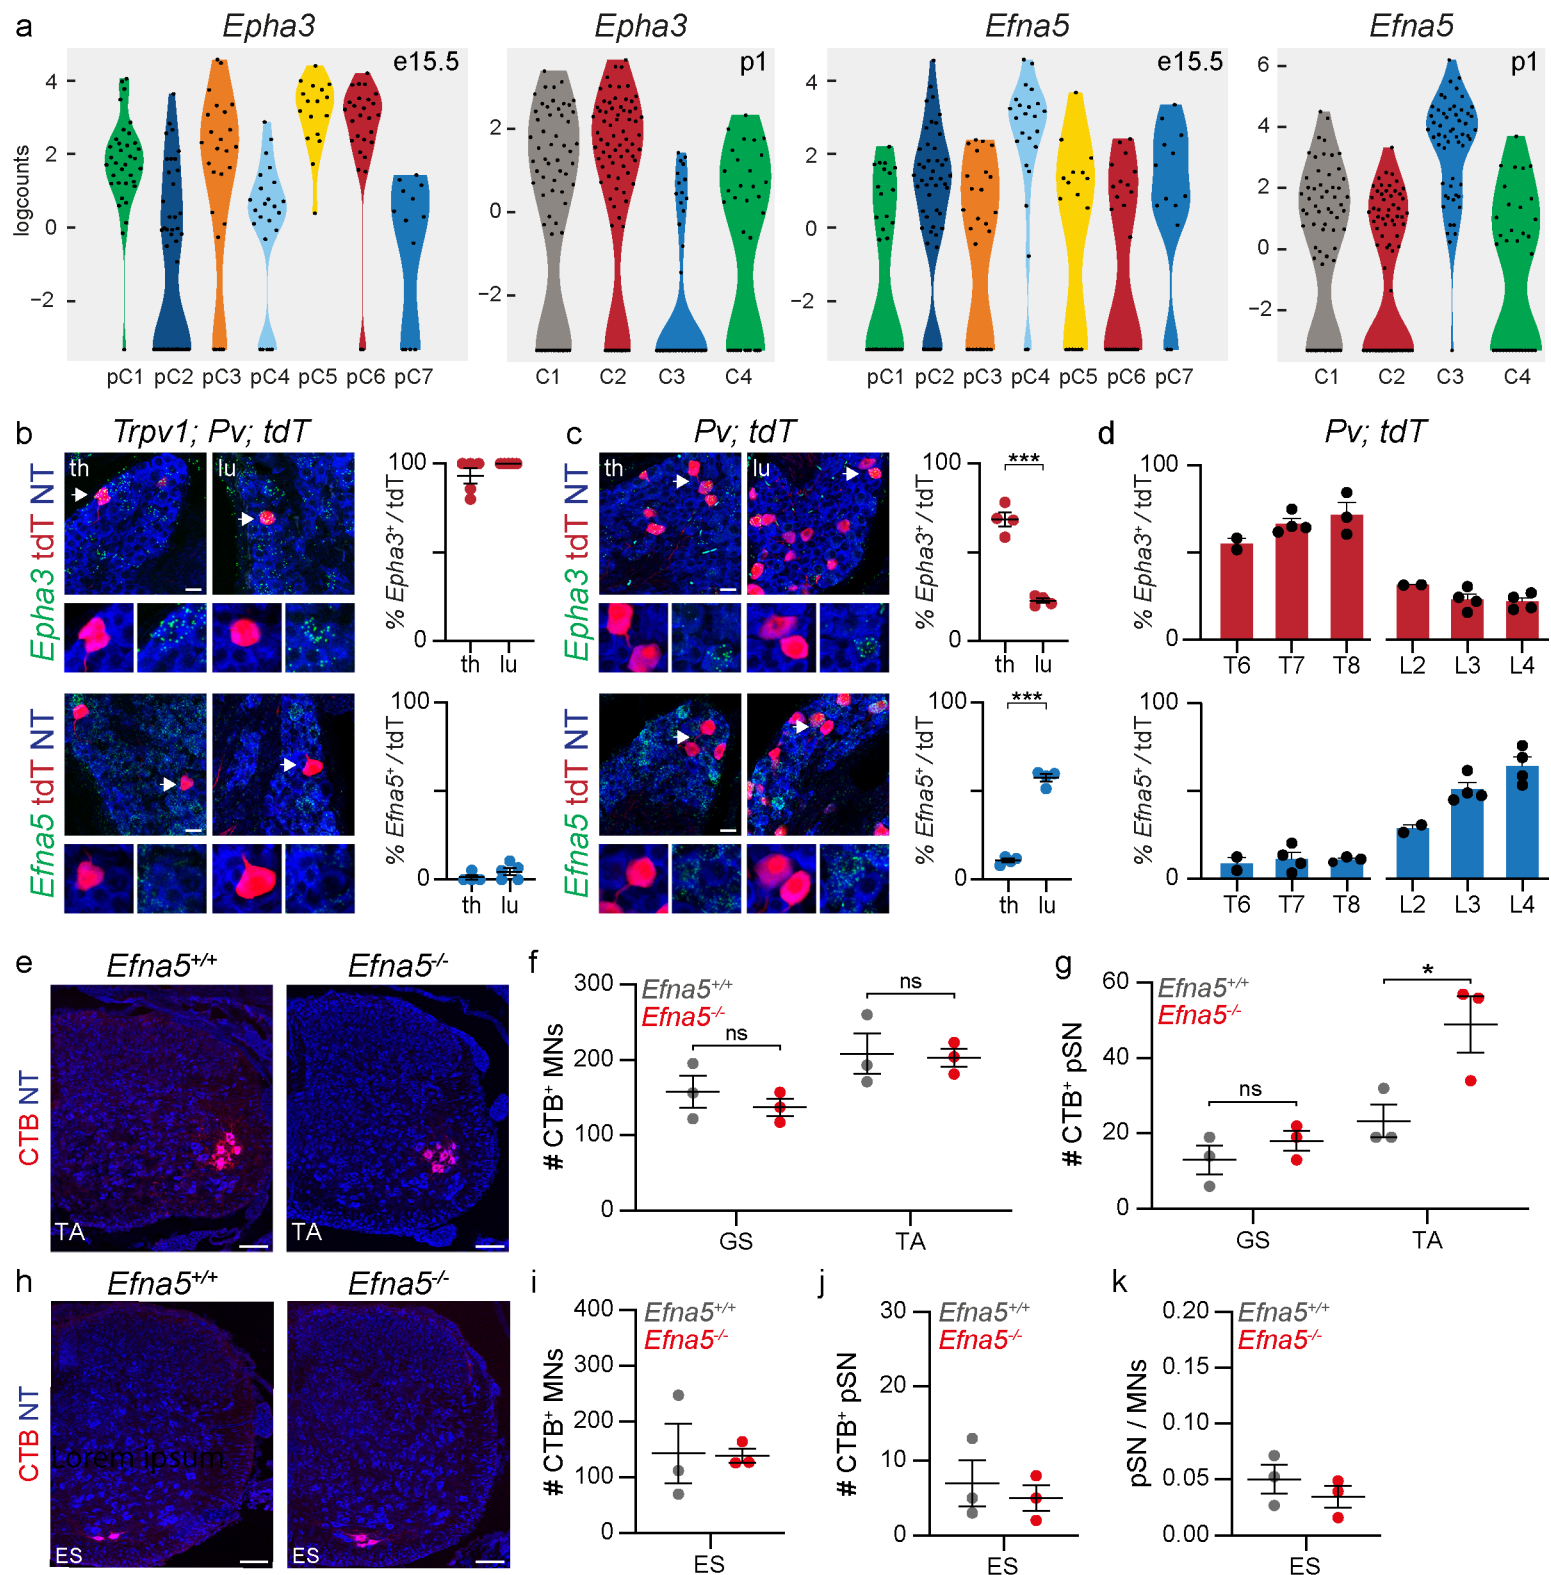 a
Epha3
Epha3
Efna5
Efna5
e15.5
p1
e15.5
p1
logcounts
4
2
0
−2
2
0
−2
4
2
0
−2
6
4
2
0
−2
pC1 pC2 pC3 pC4 pC5 pC6 pC7
C1 C2 C3 C4
pC1 pC2 pC3 pC4 pC5 pC6 pC7
C1 C2 C3 C4
b
Trpv1; Pv; tdT
Epha3 tdT NT
th
lu
% Epha3+ / tdT
100
0
th lu
Efna5 tdT NT
% Efna5+ / tdT
100
0
th lu
c
Pv; tdT
Epha3 tdT NT
th
lu
% Epha3+ / tdT
100
0
***
th lu
Efna5 tdT NT
% Efna5+ / tdT
100
0
***
th lu
d
Pv; tdT
% Epha3+ / tdT
100
0
T6 T7 T8 L2 L3 L4
% Efna5+ / tdT
100
0
T6 T7 T8 L2 L3 L4
e
Efna5+/+
Efna5-/-
CTB NT
TA
TA
f
# CTB+ MNs
300
200
100
0
Efna5+/+
Efna5-/-
ns
ns
GS TA
g
# CTB+ pSN
60
40
20
0
Efna5+/+
Efna5-/-
ns
*
GS TA
h
Efna5+/+
Efna5-/-
CTB NT
Lorem ipsum
ES
ES
i
# CTB+ MNs
400
300
200
100
0
Efna5+/+
Efna5-/-
ES
j
# CTB+ pSN
30
20
10
0
Efna5+/+
Efna5-/-
ES
k
pSN / MNs
0.20
0.15
0.10
0.05
0.00
Efna5+/+
Efna5-/-
ES